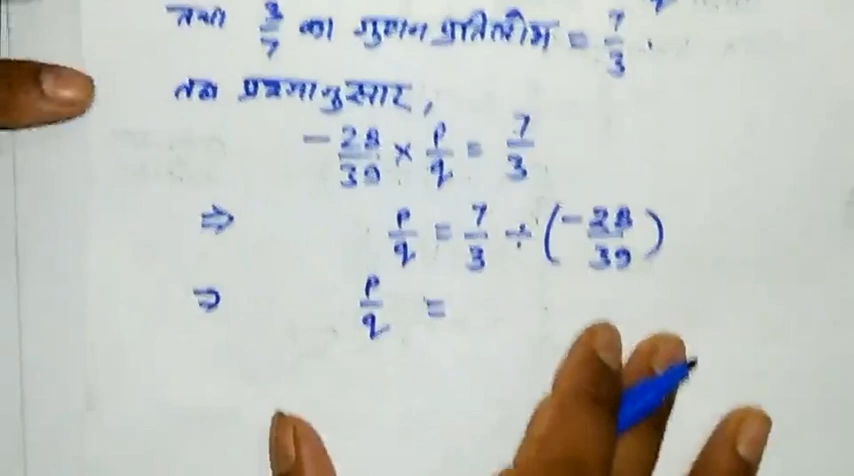 तथा 3/7 का गुणन प्रतिलोम = 7/3 .
तब प्रश्नानुसार,
-28/39 × p/q = 7/3
⇒ p/q = 7/3 ÷ (-28/39)
⇒ p/q =